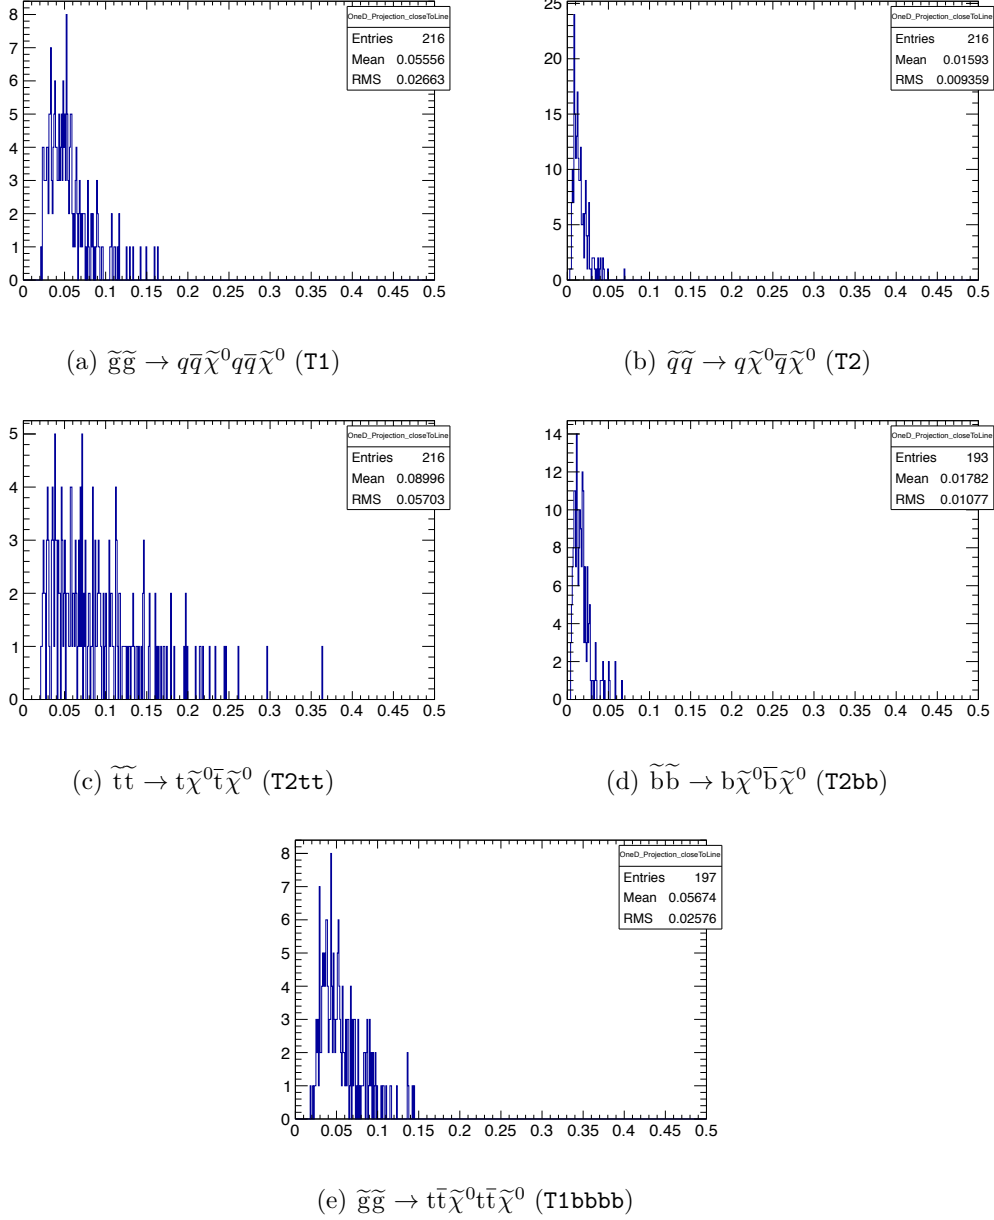 OneD_Projection_closeToLine
Entries 216
Mean 0.05556
RMS 0.02663
8
7
6
5
4
3
2
1
0
0 0.05 0.1 0.15 0.2 0.25 0.3 0.35 0.4 0.45 0.5
(a) g̃g̃ → qq̅χ̃⁰qq̅χ̃⁰ (T1)
OneD_Projection_closeToLine
Entries 216
Mean 0.01593
RMS 0.009359
25
20
15
10
5
0
0 0.05 0.1 0.15 0.2 0.25 0.3 0.35 0.4 0.45 0.5
(b) q̃q̃ → qχ̃⁰q̅χ̃⁰ (T2)
OneD_Projection_closeToLine
Entries 216
Mean 0.08996
RMS 0.05703
5
4
3
2
1
0
0 0.05 0.1 0.15 0.2 0.25 0.3 0.35 0.4 0.45 0.5
(c) t̃t̃ → tχ̃⁰t̅χ̃⁰ (T2tt)
OneD_Projection_closeToLine
Entries 193
Mean 0.01782
RMS 0.01077
14
12
10
8
6
4
2
0
0 0.05 0.1 0.15 0.2 0.25 0.3 0.35 0.4 0.45 0.5
(d) b̃b̃ → bχ̃⁰b̅χ̃⁰ (T2bb)
OneD_Projection_closeToLine
Entries 197
Mean 0.05674
RMS 0.02576
8
7
6
5
4
3
2
1
0
0 0.05 0.1 0.15 0.2 0.25 0.3 0.35 0.4 0.45 0.5
(e) g̃g̃ → tt̅χ̃⁰tt̅χ̃⁰ (T1bbbb)